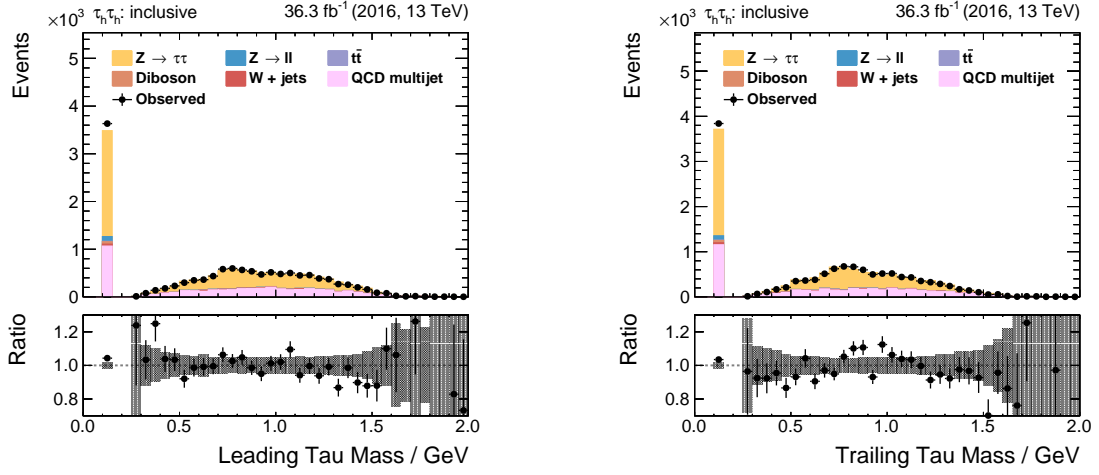 ×10³ τhτh: inclusive 36.3 fb⁻¹ (2016, 13 TeV)
Events
5
4
3
2
1
0
Z → ττ Z → ll tt̄
Diboson W + jets QCD multijet
Observed
Ratio
1.2
1.0
0.8
0.0 0.5 1.0 1.5 2.0
Leading Tau Mass / GeV
×10³ τhτh: inclusive 36.3 fb⁻¹ (2016, 13 TeV)
Events
5
4
3
2
1
0
Z → ττ Z → ll tt̄
Diboson W + jets QCD multijet
Observed
Ratio
1.2
1.0
0.8
0.0 0.5 1.0 1.5 2.0
Trailing Tau Mass / GeV